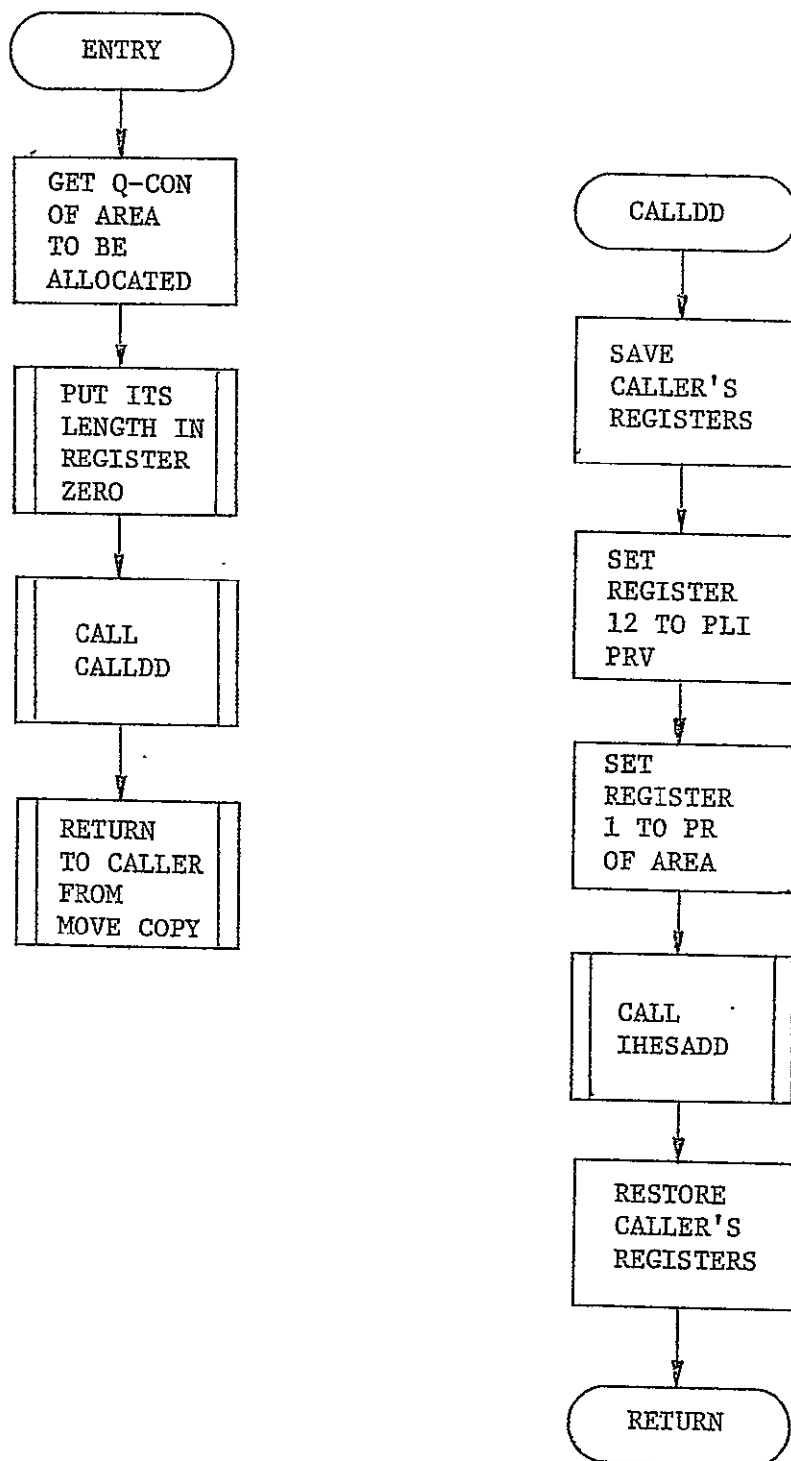 ENTRY
GET Q-CON
OF AREA
TO BE
ALLOCATED
PUT ITS
LENGTH IN
REGISTER
ZERO
CALL
CALLDD
RETURN
TO CALLER
FROM
MOVE COPY
CALLDD
SAVE
CALLER'S
REGISTERS
SET
REGISTER
12 TO PLI
PRV
SET
REGISTER
1 TO PR
OF AREA
CALL
IHESADD
RESTORE
CALLER'S
REGISTERS
RETURN